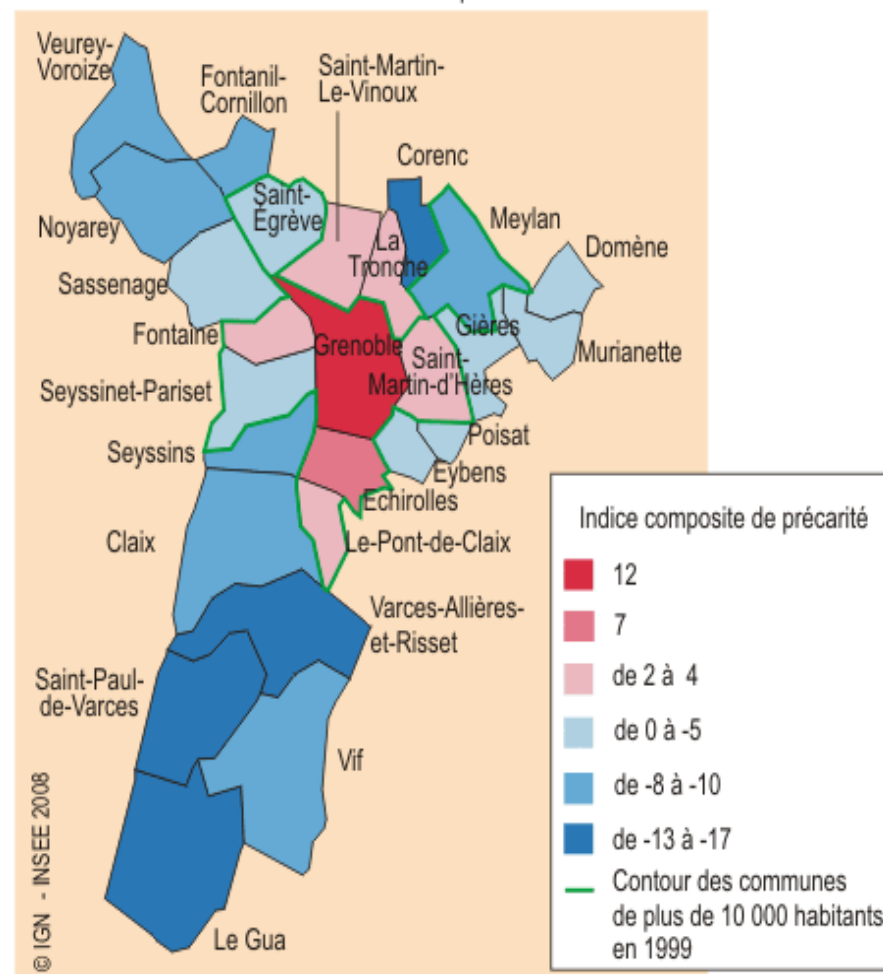 Veurey-
Voroize
Fontanil-
Cornillon
Saint-Martin-
Le-Vinoux
Corenc
Saint-
Égrève
Meylan
Noyarey
La
Tronche
Domène
Sassenage
Fontaine
Grenoble
Gières
Saint-
Martin-d'Hères
Murianette
Seyssinet-Pariset
Poisat
Seyssins
Eybens
Echirolles
Claix
Le-Pont-de-Claix
Varces-Allières-
et-Risset
Saint-Paul-
de-Varces
Vif
Le Gua
© IGN - INSEE 2008
Indice composite de précarité
12
7
de 2 à 4
de 0 à -5
de -8 à -10
de -13 à -17
Contour des communes
de plus de 10 000 habitants
en 1999